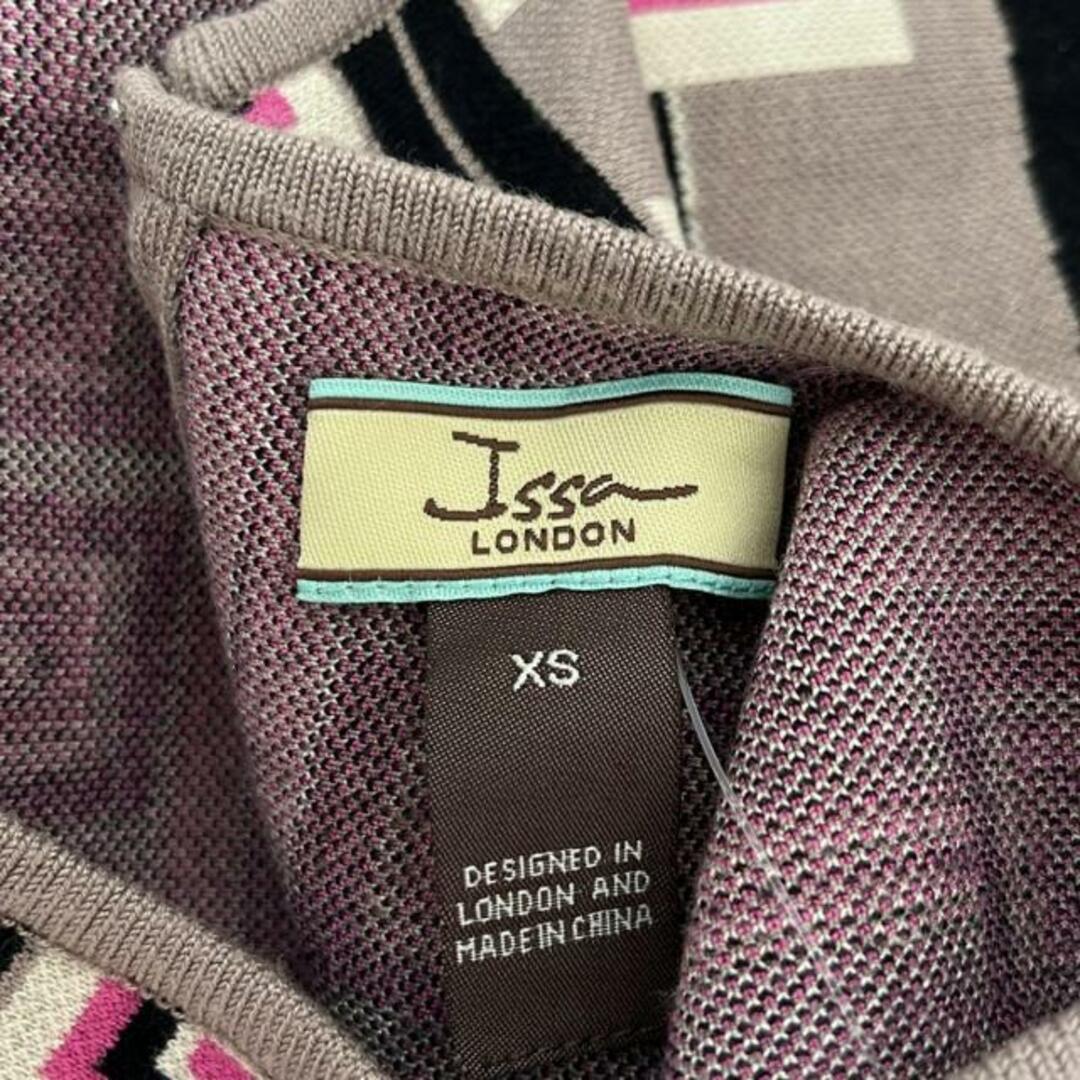 Issa
LONDON
XS
DESIGNED IN
LONDON AND
MADE IN CHINA